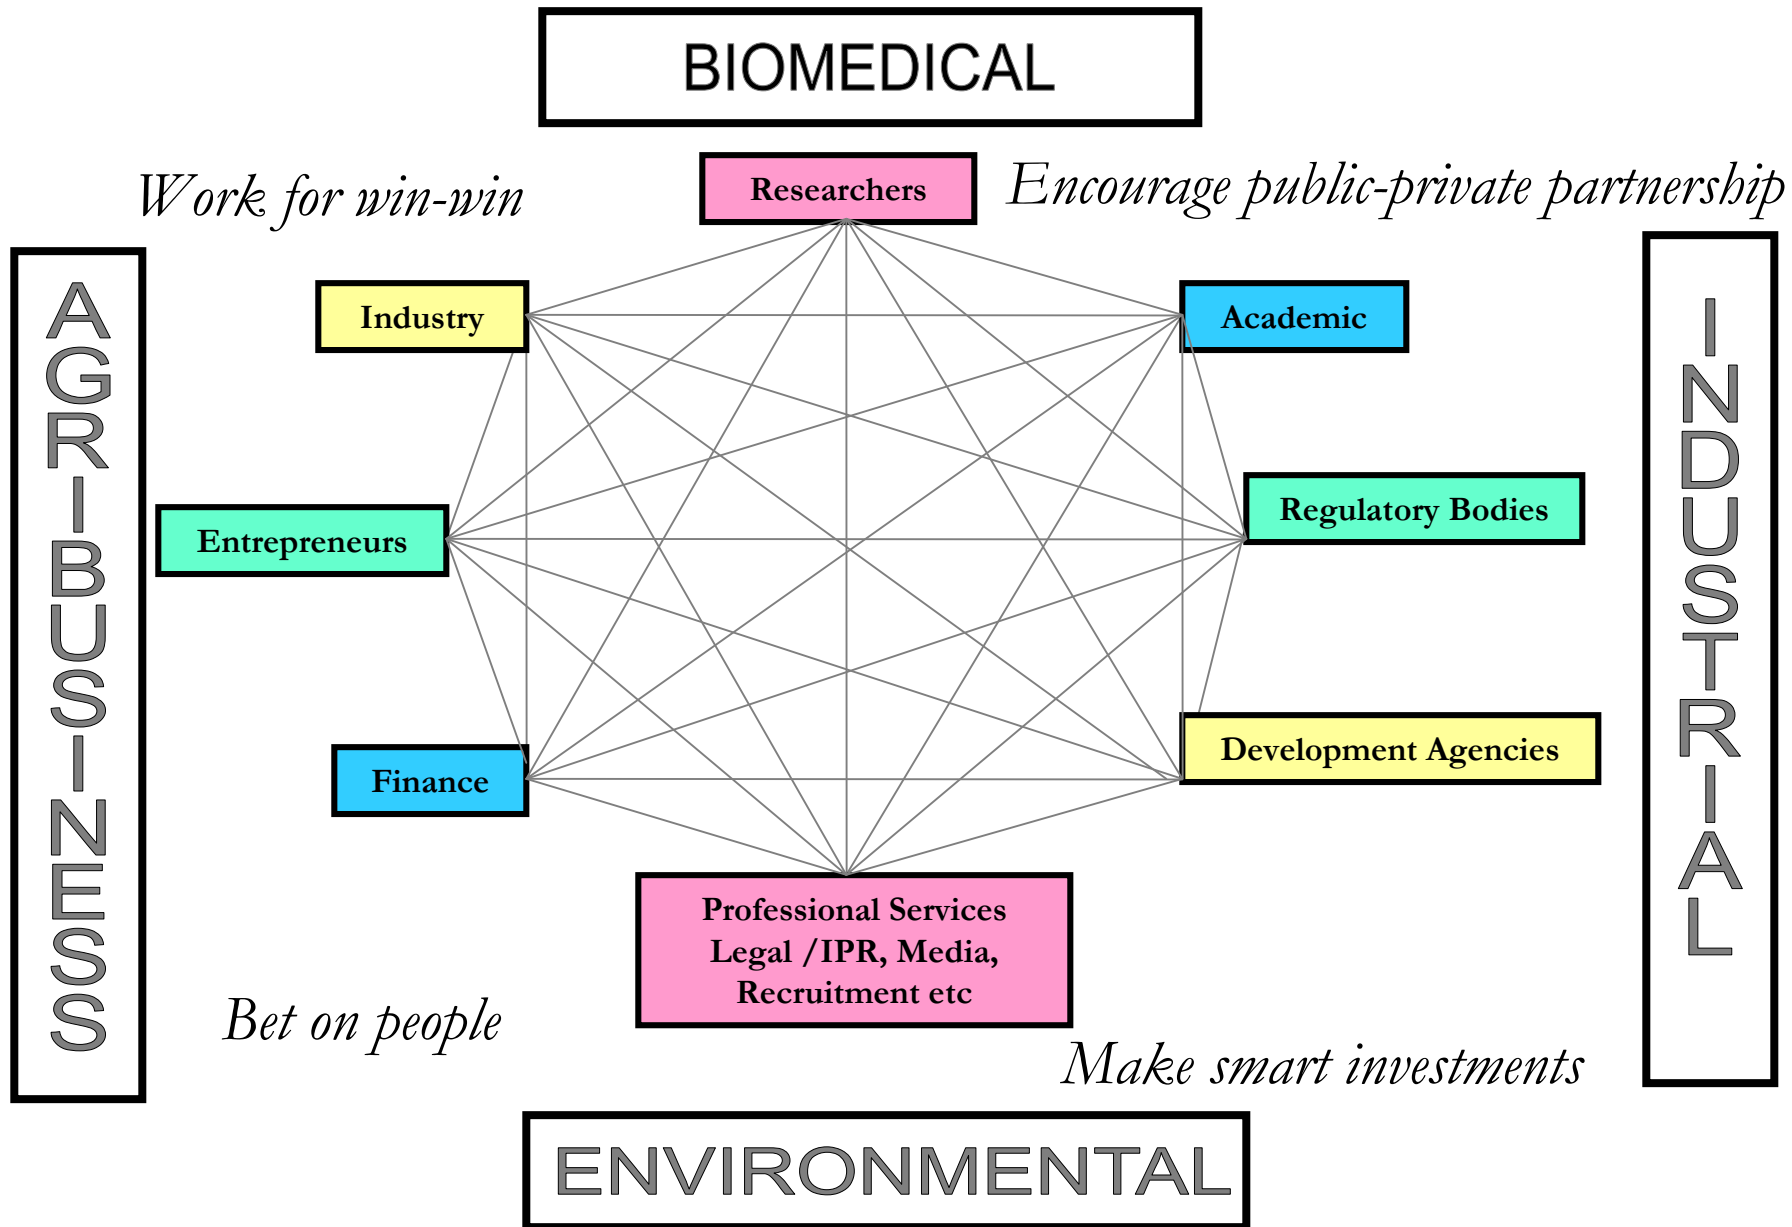 BIOMEDICAL
Work for win-win
Researchers
Encourage public-private partnership
AGRIBUSINESS
Industry
Academic
INDUSTRIAL
Entrepreneurs
Regulatory Bodies
Finance
Development Agencies
Professional Services
Legal /IPR, Media,
Recruitment etc
Bet on people
Make smart investments
ENVIRONMENTAL